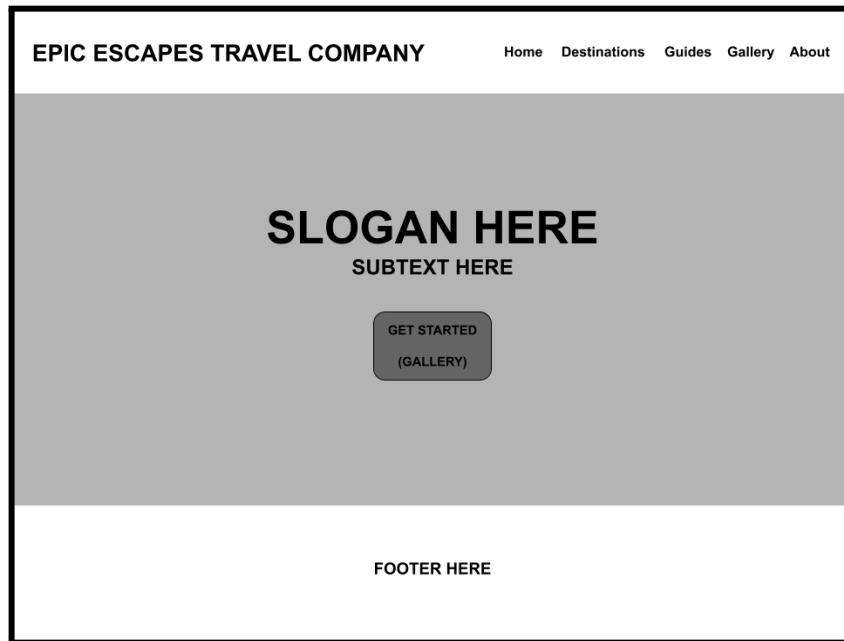 EPIC ESCAPES TRAVEL COMPANY
Home Destinations Guides Gallery About
SLOGAN HERE
SUBTEXT HERE
GET STARTED
(GALLERY)
FOOTER HERE